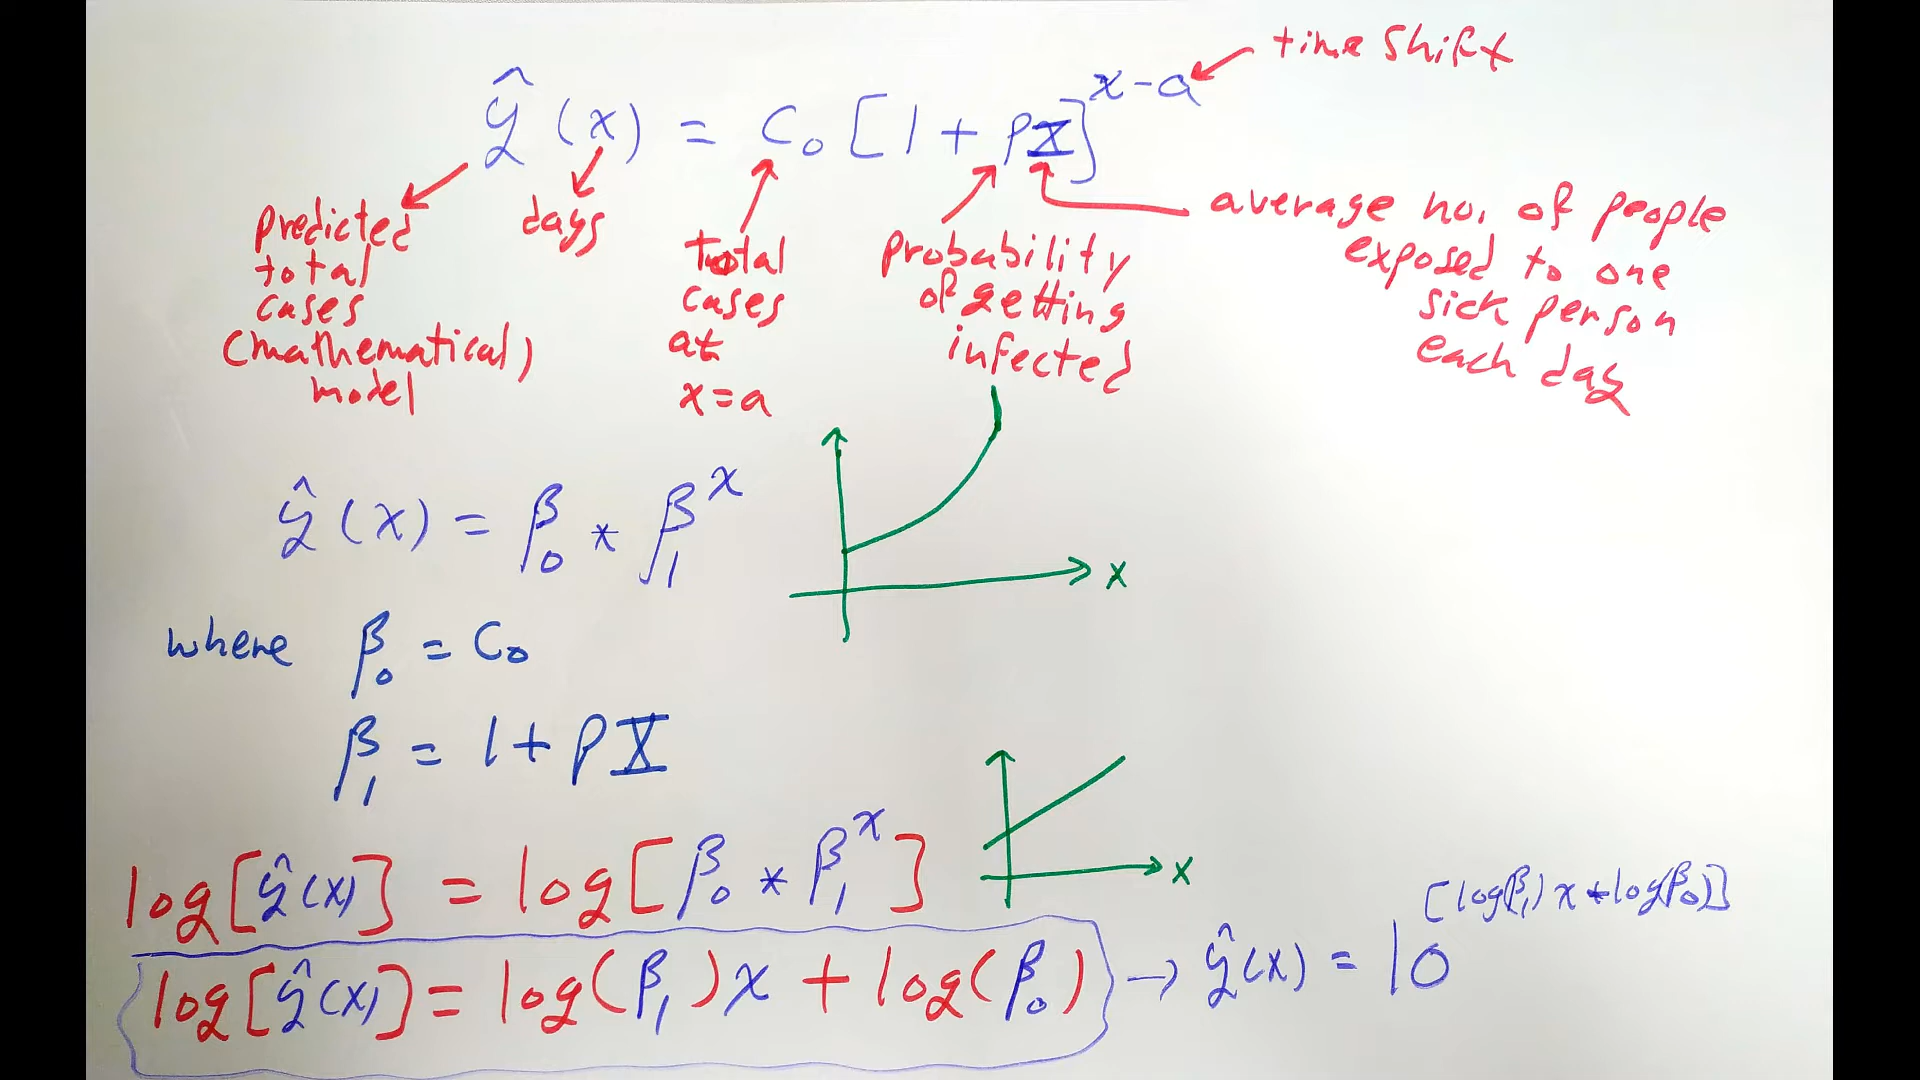 time shift
ŷ(x) = C₀ [1 + pX]^(x-a)
predicted total cases (mathematical) model
days
total cases at x = a
probability of getting infected
average no. of people exposed to one sick person each day
ŷ(x) = β₀ * β₁^x
x
where β₀ = C₀
β₁ = 1 + pX
x
log[ŷ(x)] = log[β₀ * β₁^x]
log[ŷ(x)] = log(β₁)x + log(β₀) → ŷ(x) = 10^[log(β₁)x + log(β₀)]